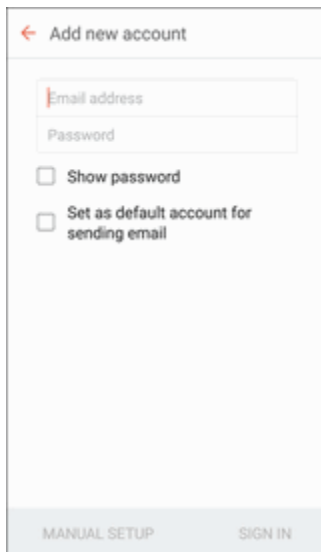 Add new account
Email address
Password
Show password
Set as default account for
sending email
MANUAL SETUP SIGN IN